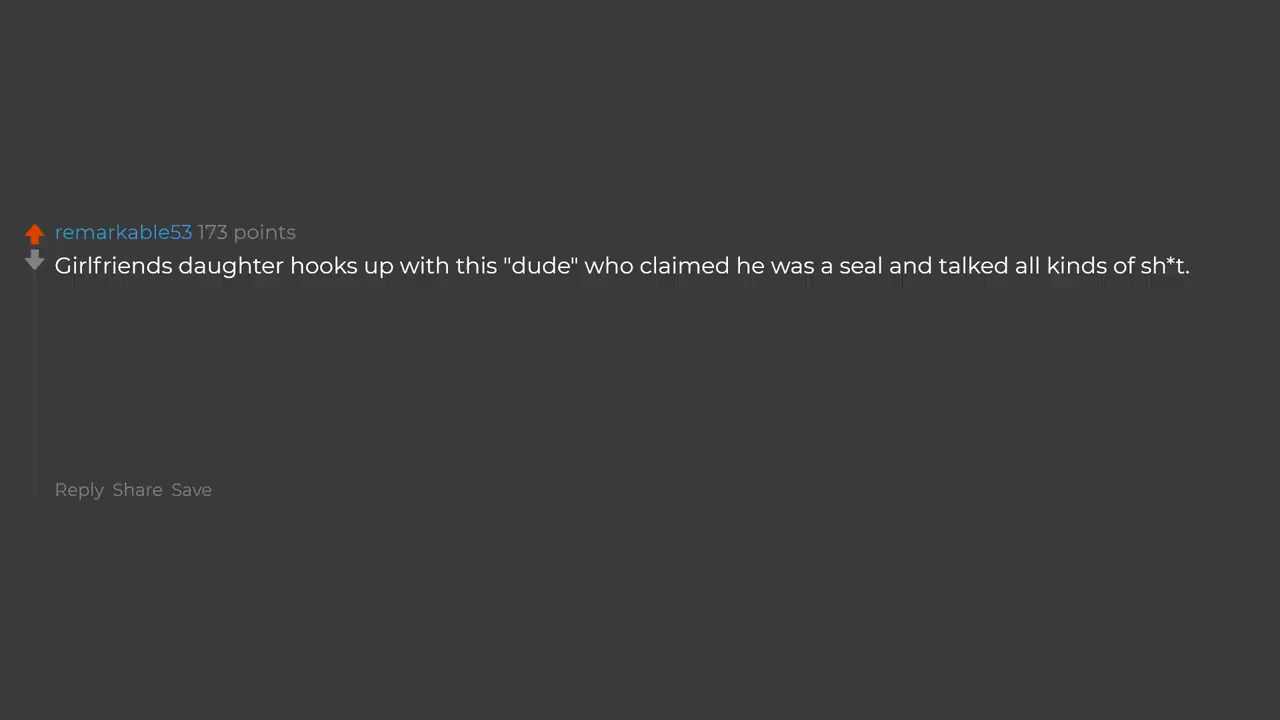 remarkable53 173 points
Girlfriends daughter hooks up with this "dude" who claimed he was a seal and talked all kinds of sh*t.
Reply Share Save